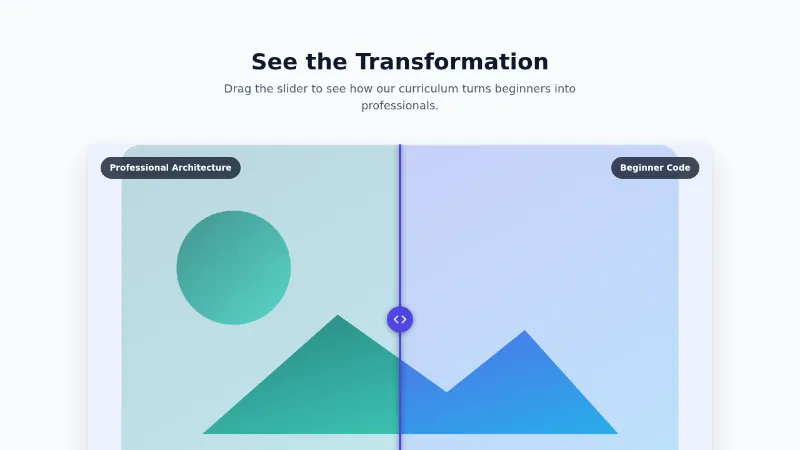 See the Transformation
Drag the slider to see how our curriculum turns beginners into
professionals.
Professional Architecture
Beginner Code